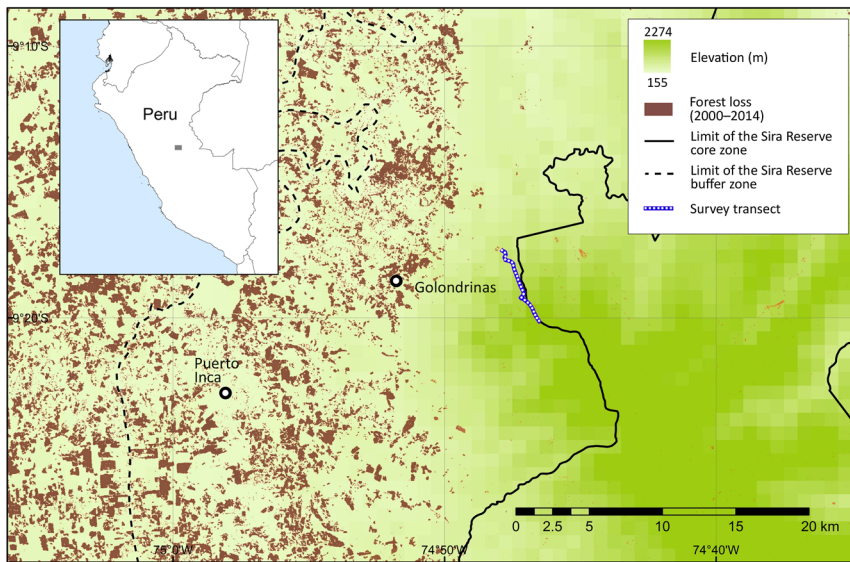 9°10'S
Peru
2274
Elevation (m)
155
Forest loss
(2000–2014)
Limit of the Sira Reserve
core zone
Limit of the Sira Reserve
buffer zone
Survey transect
Golondrinas
9°20'S
Puerto
Inca
0 2.5 5 10 15 20 km
75°0'W
74°50'W
74°40'W